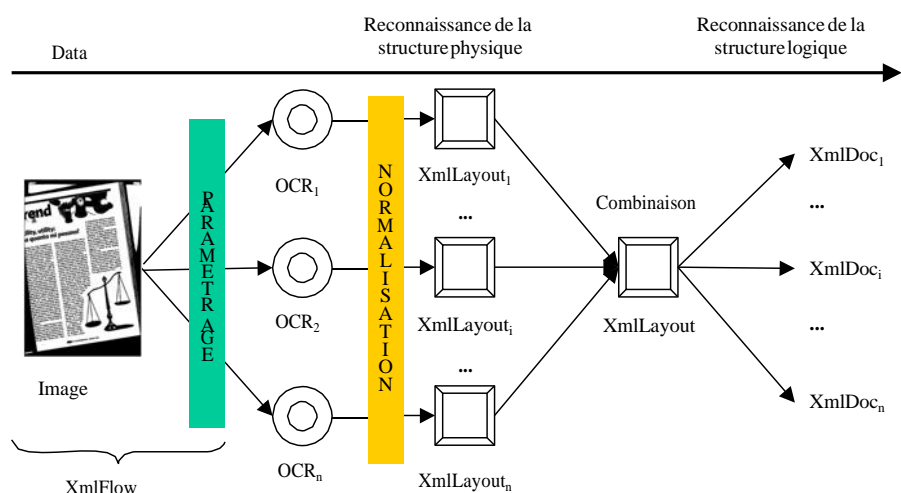 Data
Reconnaissance de la
structure physique
Reconnaissance de la
structure logique
PARAMETRAGE
NORMALISATION
OCR1
OCR2
OCRn
XmlLayout1
...
XmlLayouti
...
XmlLayoutn
Combinaison
XmlLayout
XmlDoc1
...
XmlDoci
...
XmlDocn
rend
Image
XmlFlow